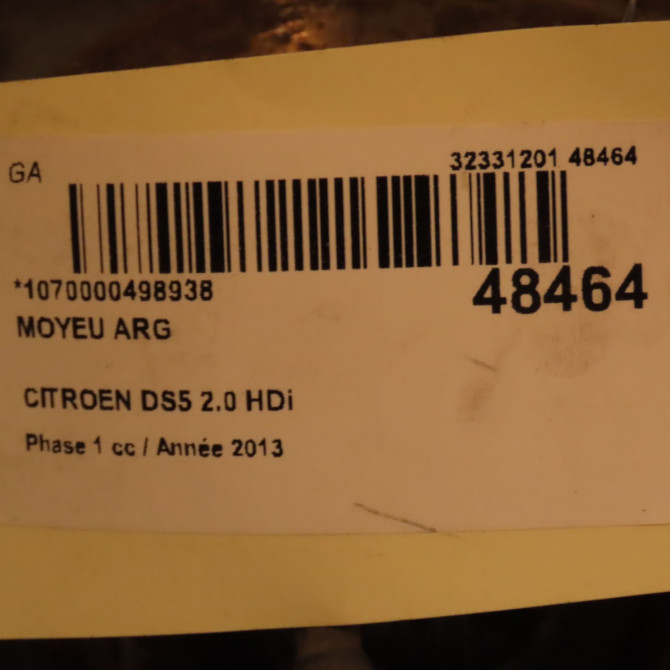 GA
32331201 48464
*1070000498938
48464
MOYEU ARG
CITROEN DS5 2.0 HDi
Phase 1 cc / Année 2013